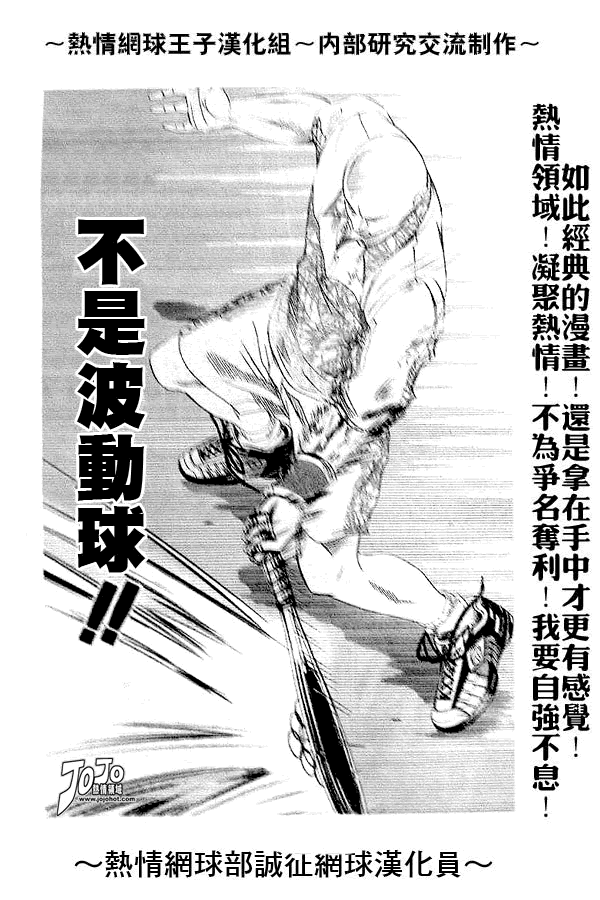 ～熱情網球王子漢化組～内部研究交流制作～
如此經典的漫畫！還是拿在手中才更有感覺！
熱情領域！凝聚熱情！不為爭名奪利！我要自強不息！
不是波動球!!
JOJO
熱情領域
www.jojohot.com
～熱情網球部誠征網球漢化員～